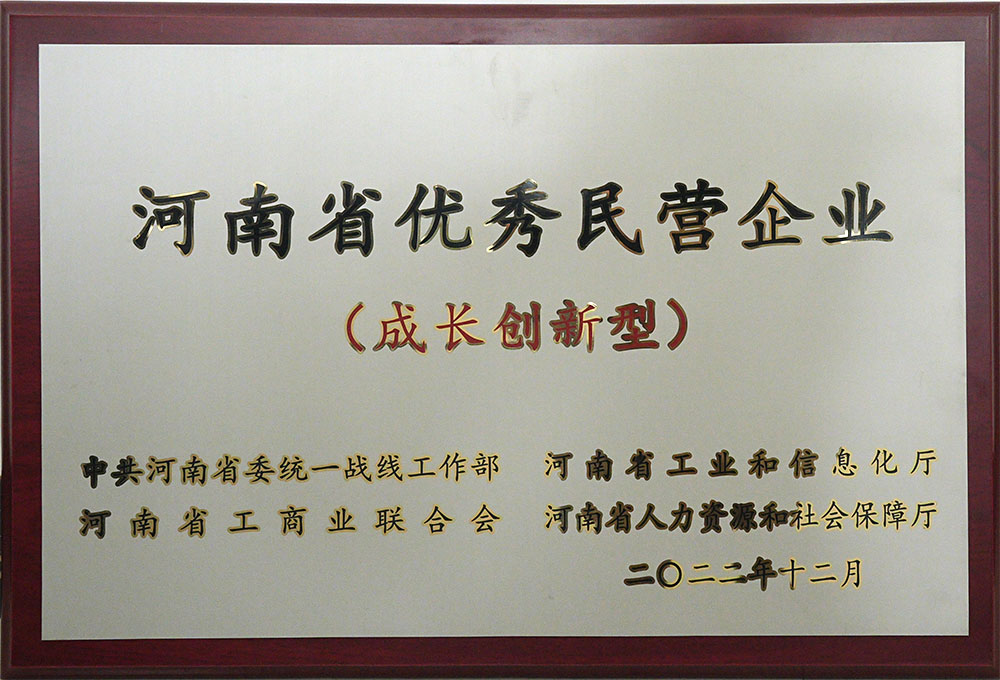 河南省优秀民营企业
（成长创新型）
中共河南省委统一战线工作部 河南省工业和信息化厅
河南省工商业联合会 河南省人力资源和社会保障厅
二〇二二年十二月